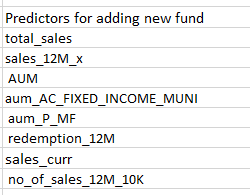 Predictors for adding new fund
total_sales
sales_12M_x
AUM
aum_AC_FIXED_INCOME_MUNI
aum_P_MF
redemption_12M
sales_curr
no_of_sales_12M_10K